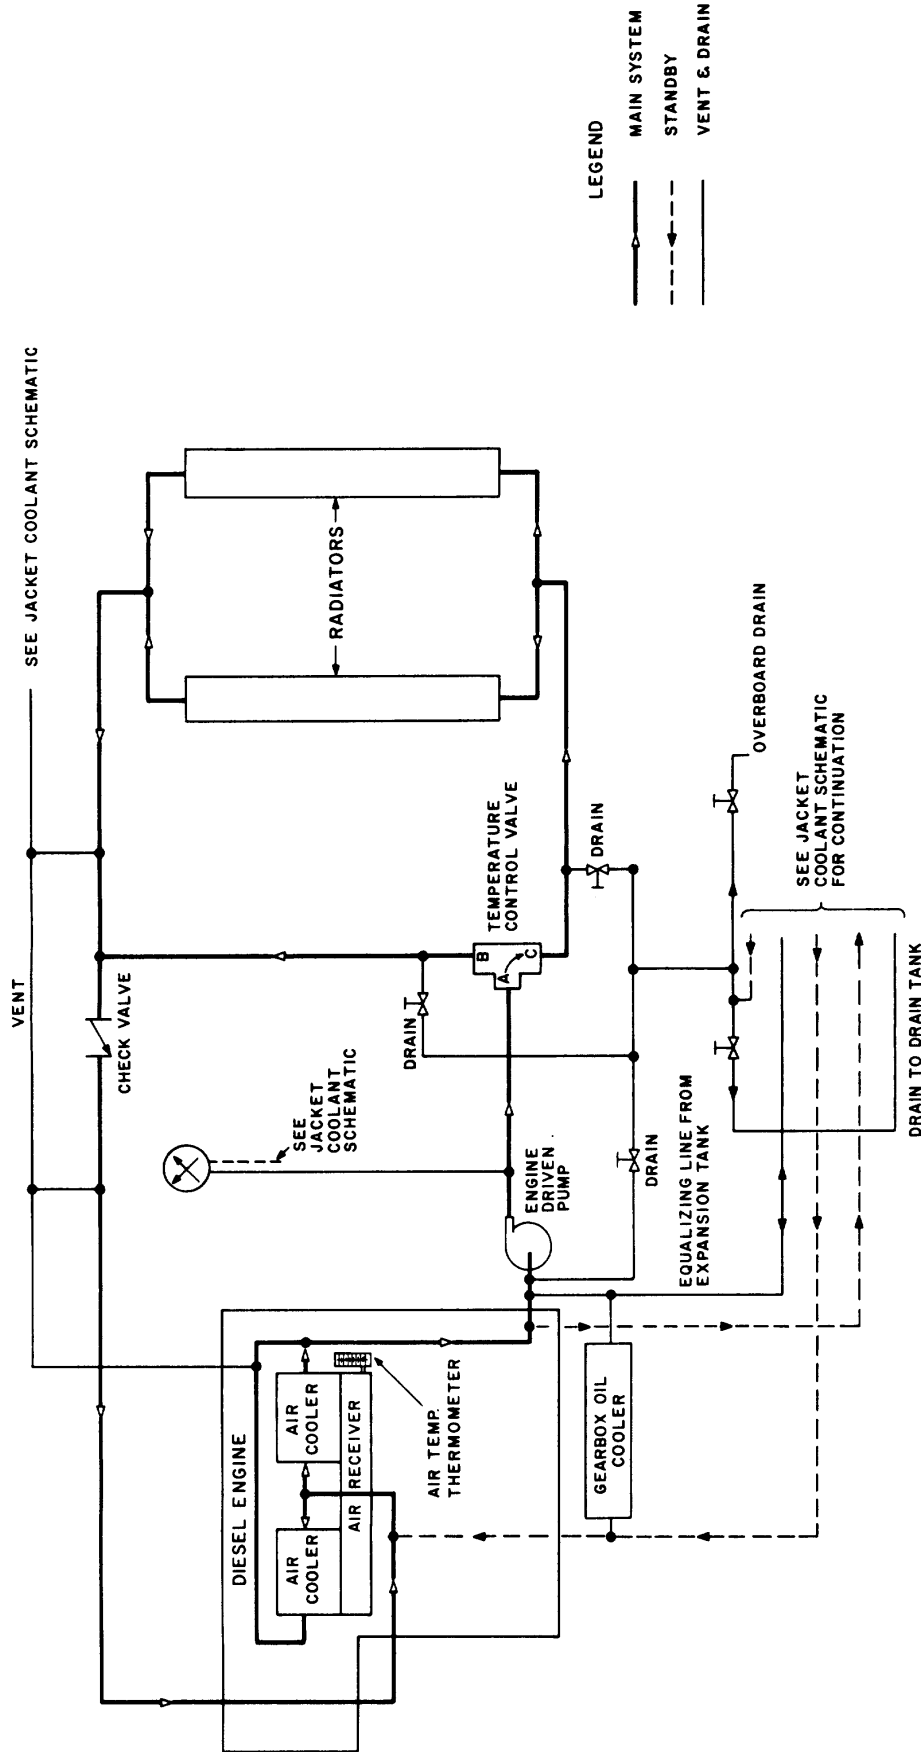 SEE JACKET COOLANT SCHEMATIC
VENT
CHECK VALVE
DIESEL ENGINE
AIR
COOLER
AIR
COOLER
AIR RECEIVER
AIR TEMP.
THERMOMETER
SEE
JACKET
COOLANT
SCHEMATIC
ENGINE
DRIVEN
PUMP
DRAIN
TEMPERATURE
CONTROL VALVE
A
B
C
RADIATORS
DRAIN
DRAIN
GEARBOX OIL
COOLER
EQUALIZING LINE FROM
EXPANSION TANK
OVERBOARD DRAIN
SEE JACKET
COOLANT SCHEMATIC
FOR CONTINUATION
DRAIN TO DRAIN TANK
LEGEND
MAIN SYSTEM
STANDBY
VENT & DRAIN